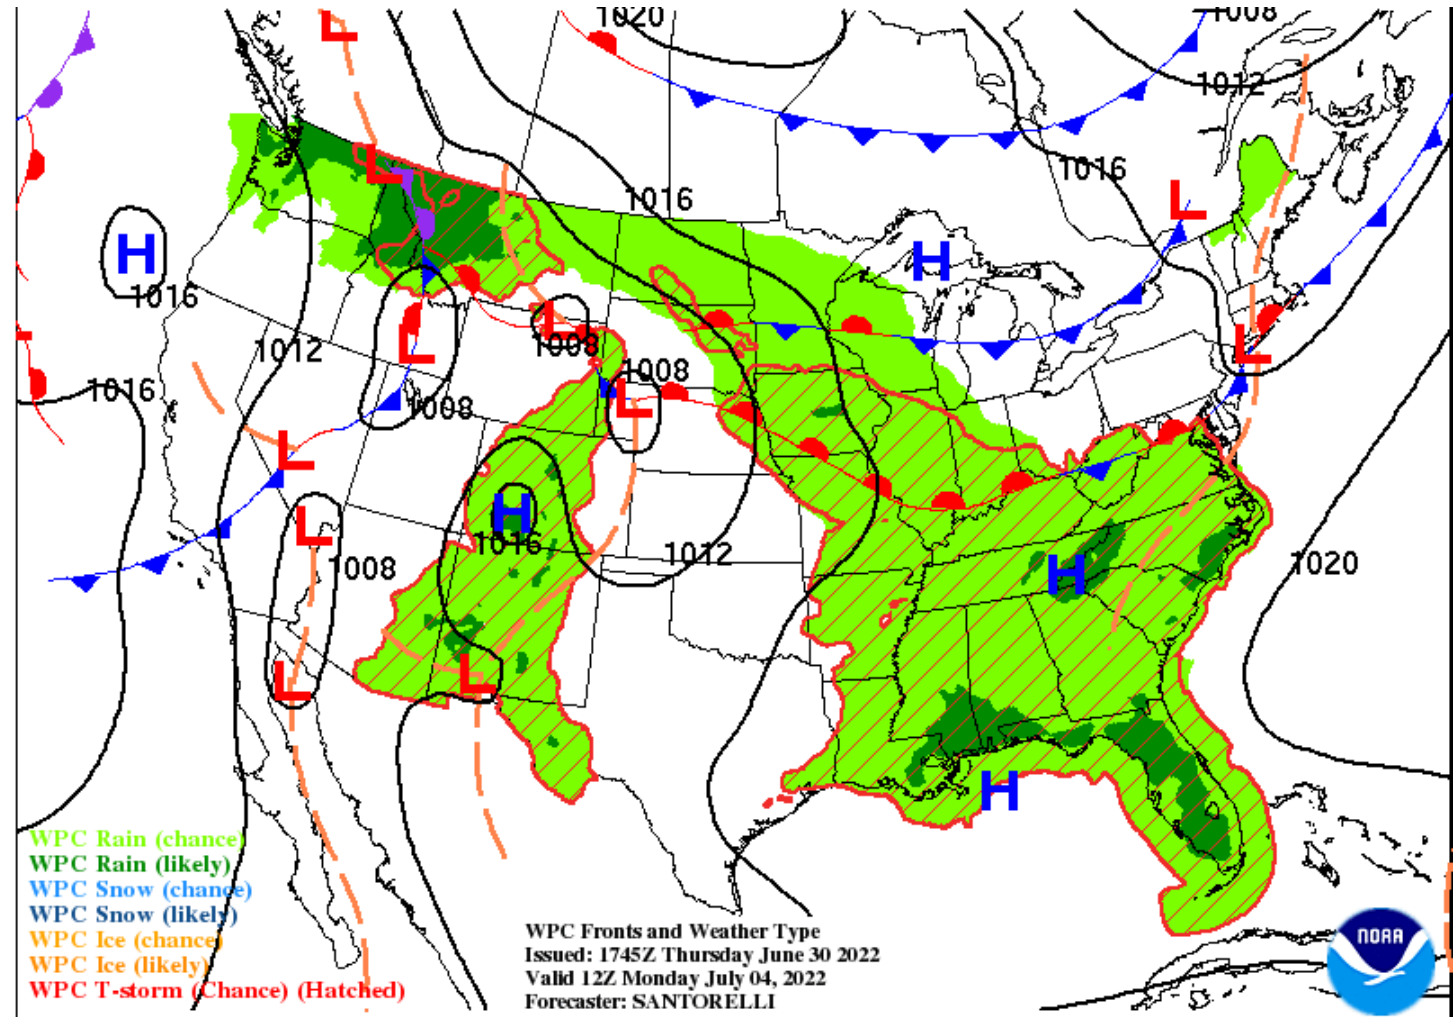 1020
1008
L
1012
L
1016
1016
L
H
H
1016
L
L
1012
L
1008
1008
L
1016
1008
L
L
H
L
1016
1012
1008
H
1020
L
L
H
WPC Rain (chance)
WPC Rain (likely)
WPC Snow (chance)
WPC Snow (likely)
WPC Ice (chance)
WPC Ice (likely)
WPC T-storm (Chance) (Hatched)
WPC Fronts and Weather Type
Issued: 1745Z Thursday June 30 2022
Valid 12Z Monday July 04, 2022
Forecaster: SANTORELLI
NOAA